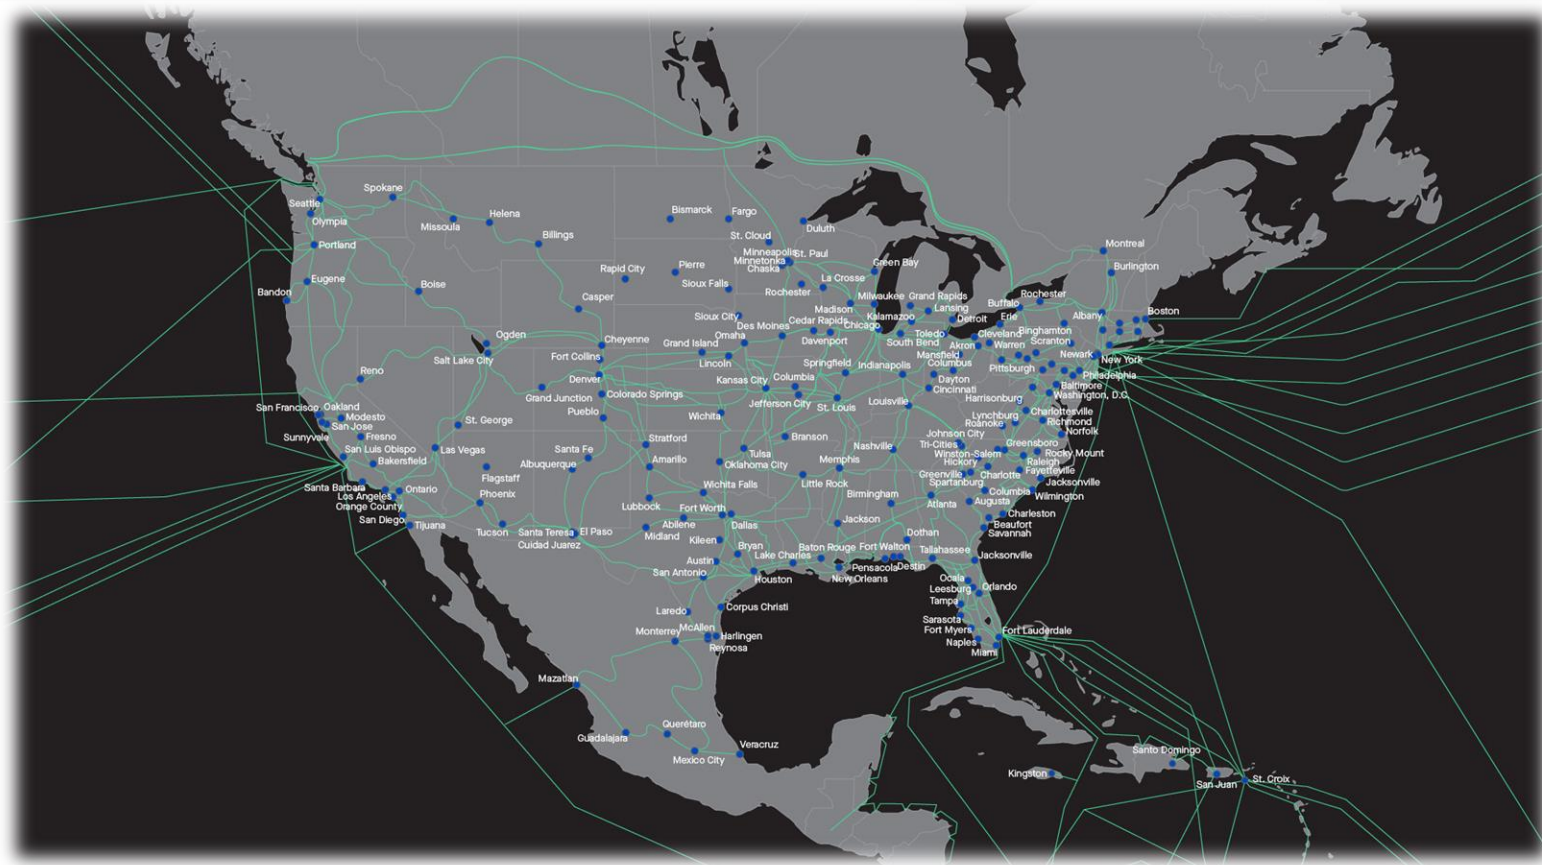 Spokane
Seattle
Olympia
Missoula
Helena
Billings
Bismarck
Fargo
Duluth
St. Cloud
Montreal
Burlington
Portland
Eugene
Bandon
Boise
Rapid City
Pierre
Minneapolis
St. Paul
Minnetonka
Chaska
Green Bay
La Crosse
Sioux Falls
Rochester
Casper
Madison
Milwaukee
Grand Rapids
Lansing
Buffalo
Rochester
Sioux City
Cedar Rapids
Kalamazoo
Detroit
Erie
Albany
Boston
Ogden
Des Moines
Chicago
Toledo
Cleveland
Binghamton
Salt Lake City
Cheyenne
Grand Island
Omaha
Davenport
South Bend
Akron
Warren
Scranton
Fort Collins
Lincoln
Springfield
Indianapolis
Mansfield
Columbus
Newark
New York
Reno
Denver
Kansas City
Columbia
Dayton
Pittsburgh
Philadelphia
Grand Junction
Colorado Springs
Jefferson City
St. Louis
Cincinnati
Baltimore
Washington, D.C.
San Francisco
Oakland
Modesto
San Jose
Sunnyvale
Fresno
St. George
Pueblo
Wichita
Louisville
Harrisonburg
Charlottesville
Lynchburg
Roanoke
Richmond
Norfolk
San Luis Obispo
Bakersfield
Las Vegas
Santa Fe
Stratford
Branson
Nashville
Johnson City
Tri-Cities
Greensboro
Winston-Salem
Rocky Mount
Albuquerque
Amarillo
Tulsa
Oklahoma City
Memphis
Hickory
Raleigh
Santa Barbara
Flagstaff
Little Rock
Greenville
Charlotte
Fayetteville
Spartanburg
Jacksonville
Los Angeles
Ontario
Orange County
Phoenix
Wichita Falls
Birmingham
Atlanta
Columbia
Wilmington
Augusta
San Diego
Tijuana
Tucson
Lubbock
Fort Worth
Dallas
Jackson
Charleston
Beaufort
Savannah
Santa Teresa
El Paso
Cuidad Juarez
Abilene
Midland
Kileen
Dothan
Bryan
Lake Charles
Baton Rouge
Fort Walton
Tallahassee
Jacksonville
Austin
San Antonio
Houston
New Orleans
Pensacola
Destin
Ocala
Leesburg
Orlando
Tampa
Laredo
Corpus Christi
Sarasota
Monterrey
McAllen
Harlingen
Reynosa
Fort Myers
Fort Lauderdale
Naples
Miami
Mazatlan
Guadalajara
Querétaro
Mexico City
Veracruz
Kingston
Santo Domingo
San Juan
St. Croix